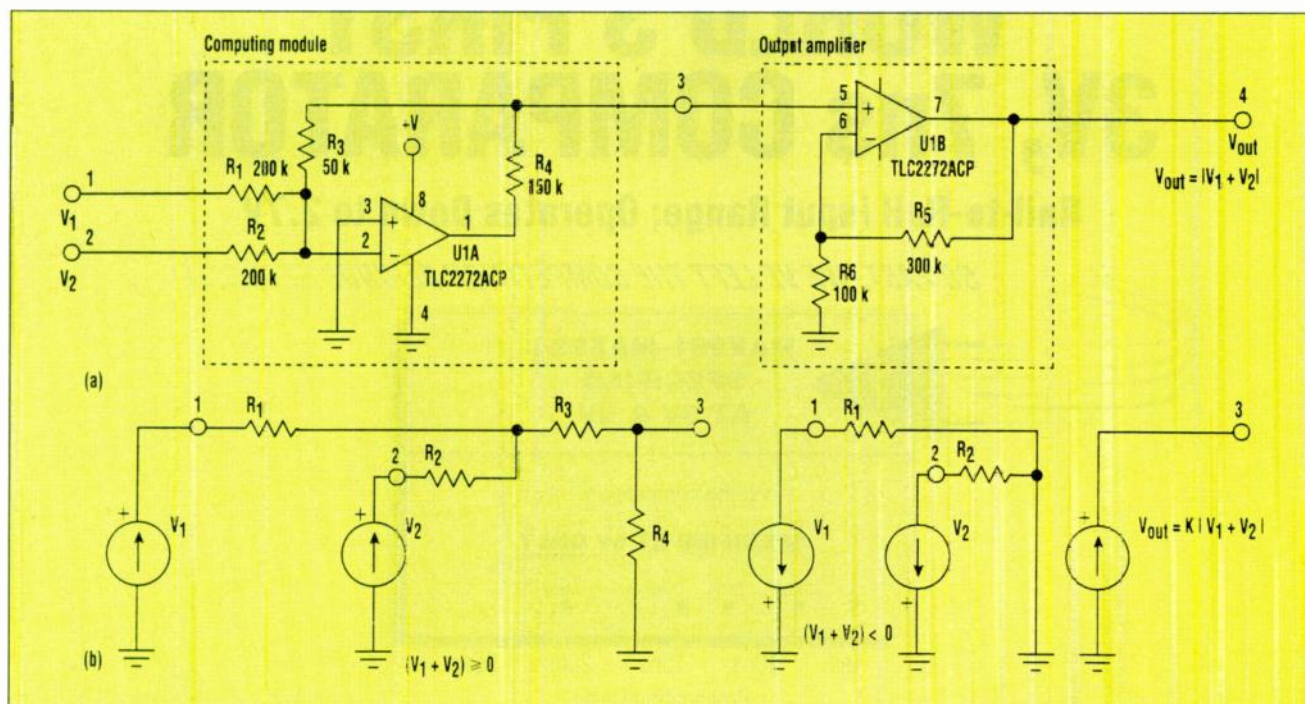 Computing module
Output amplifier
+V
R3
50 k
R4
150 k
R1 200 k
1
V1
2
V2
R2
200 k
3
2
8
1
4
U1A
TLC2272ACP
3
5
6
7
U1B
TLC2272ACP
R5
300 k
R6
100 k
4
Vout
Vout = |V1 + V2|
(a)
1
R1
R3
3
2
R2
V1
V2
R4
(V1 + V2) ≥ 0
1
R1
2
R2
V1
V2
(V1 + V2) < 0
3
Vout = K | V1 + V2 |
(b)